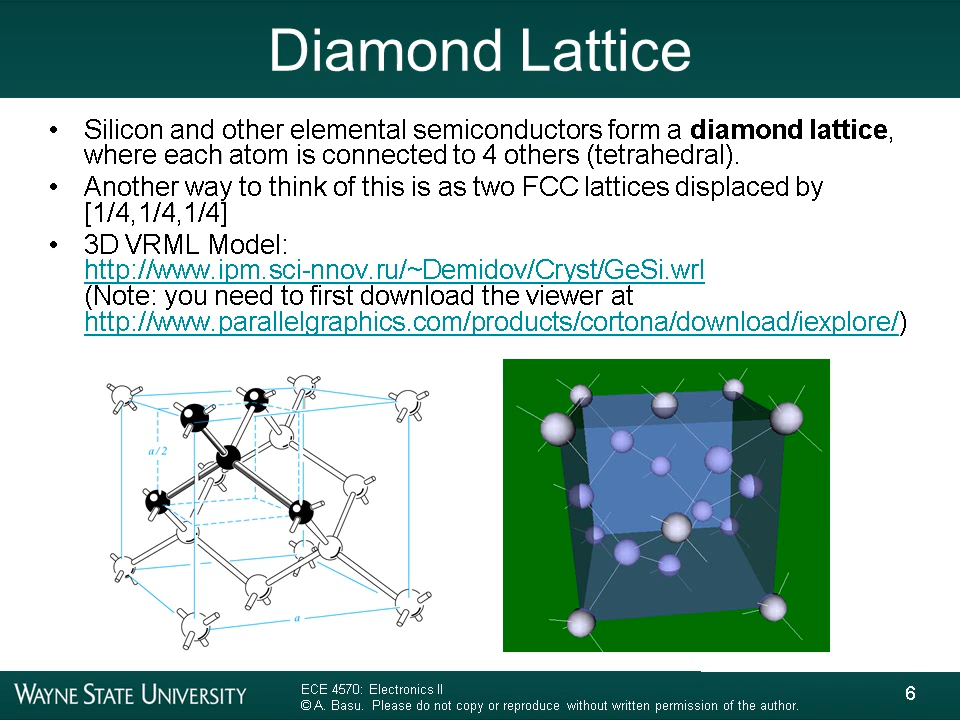 Diamond Lattice
• Silicon and other elemental semiconductors form a diamond lattice,
where each atom is connected to 4 others (tetrahedral).
• Another way to think of this is as two FCC lattices displaced by
[1/4,1/4,1/4]
• 3D VRML Model:
http://www.ipm.sci-nnov.ru/~Demidov/Cryst/GeSi.wrl
(Note: you need to first download the viewer at
http://www.parallelgraphics.com/products/cortona/download/iexplore/)
a/2
a
WAYNE STATE UNIVERSITY
ECE 4570: Electronics II
© A. Basu. Please do not copy or reproduce without written permission of the author.
6